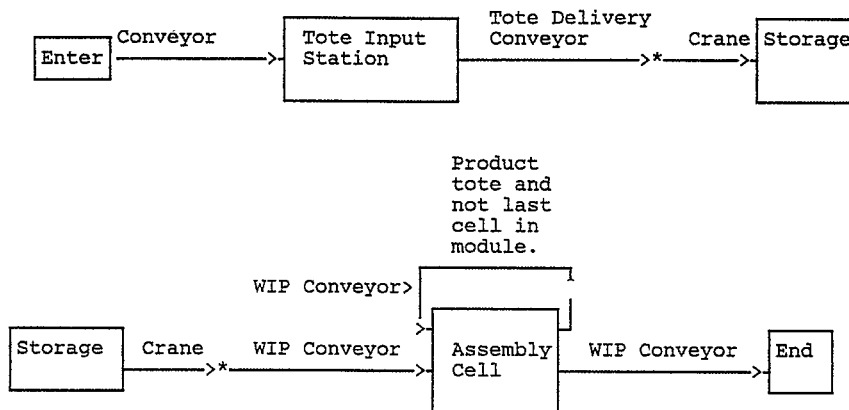 Conveyor
Enter
Tote Input
Station
Tote Delivery
Conveyor
>*
Crane
Storage
Product
tote and
not last
cell in
module.
WIP Conveyor>
Storage
Crane
>*
WIP Conveyor
Assembly
Cell
WIP Conveyor
End